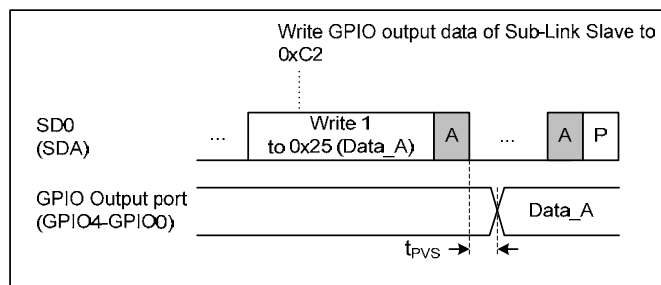 Write GPIO output data of Sub-Link Slave to
0xC2
SD0
(SDA)
...
Write 1
to 0x25 (Data_A)
A
...
A
P
GPIO Output port
(GPIO4-GPIO0)
Data_A
tPVS